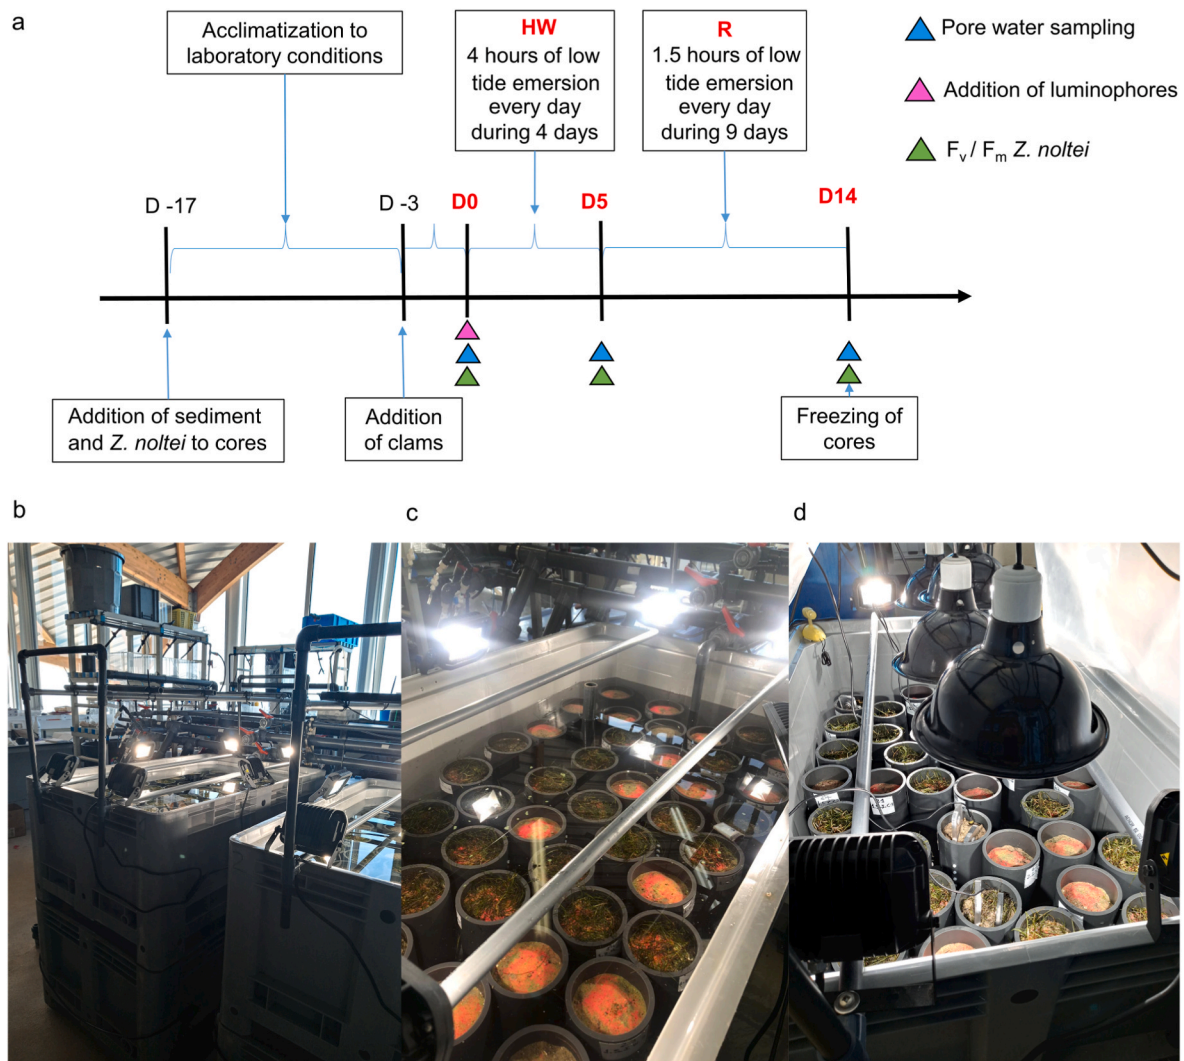 a
Acclimatization to
laboratory conditions
HW
4 hours of low
tide emersion
every day
during 4 days
R
1.5 hours of low
tide emersion
every day
during 9 days
Pore water sampling
Addition of luminophores
Fv / Fm Z. noltei
D -17
D -3
D0
D5
D14
Addition of sediment
and Z. noltei to cores
Addition
of clams
Freezing of
cores
b
c
d